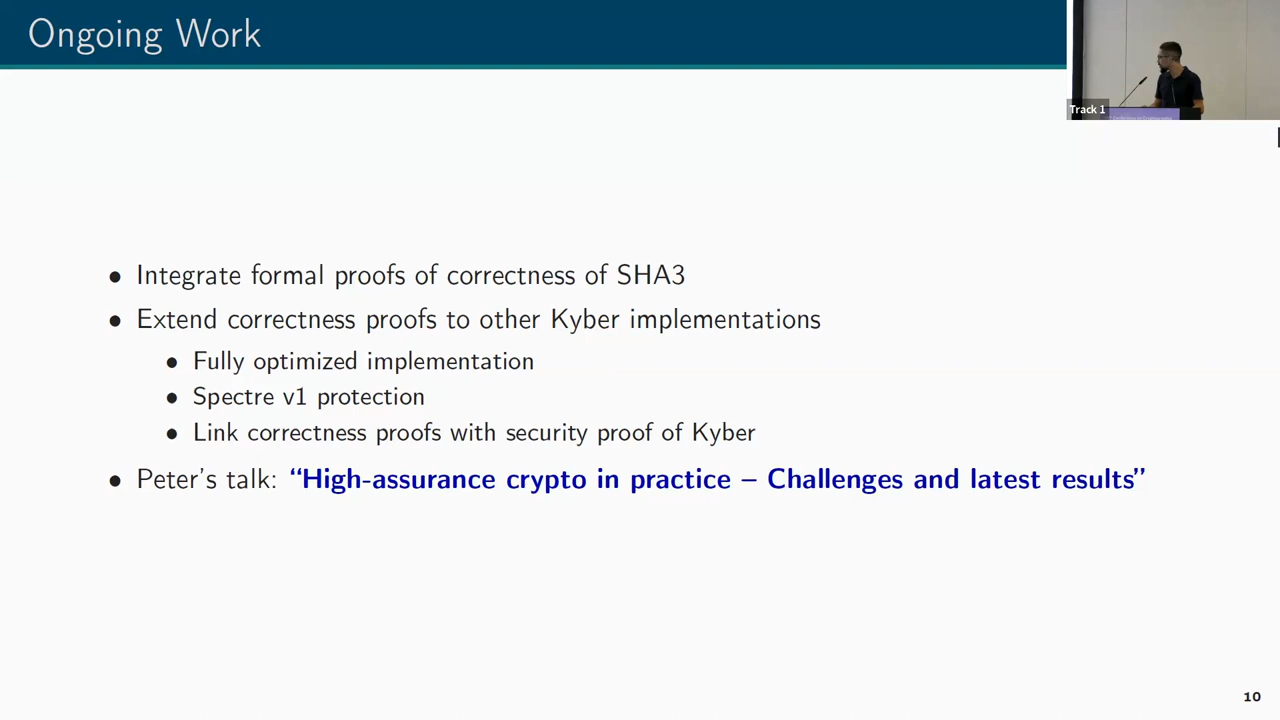 Ongoing Work
Track 1
• Integrate formal proofs of correctness of SHA3
• Extend correctness proofs to other Kyber implementations
• Fully optimized implementation
• Spectre v1 protection
• Link correctness proofs with security proof of Kyber
• Peter's talk: “High-assurance crypto in practice – Challenges and latest results”
10